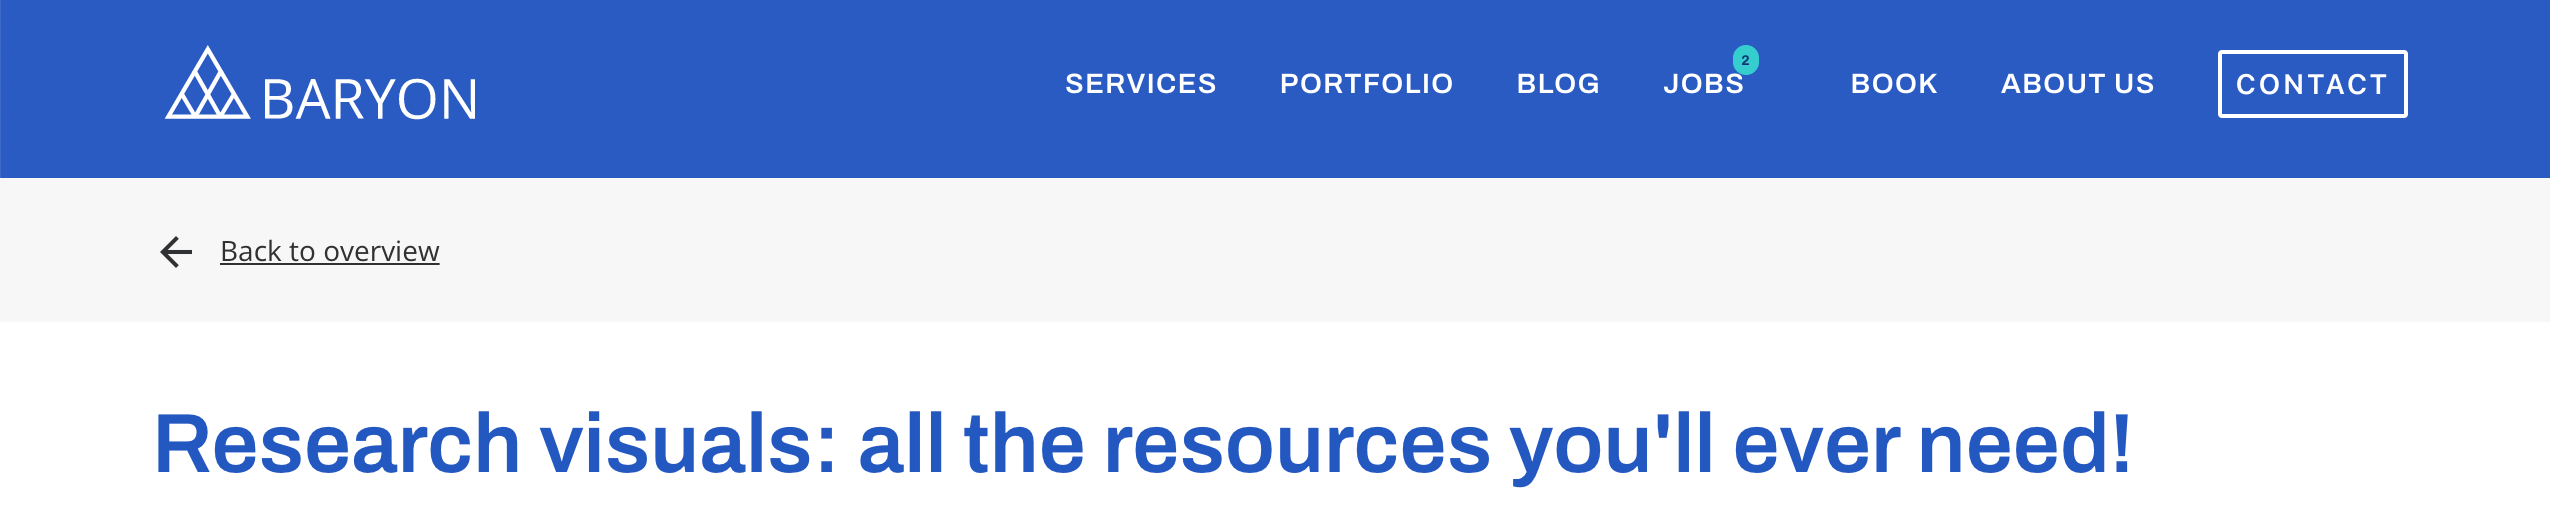 BARYON
SERVICES PORTFOLIO BLOG JOBS 2 BOOK ABOUT US CONTACT
Back to overview
Research visuals: all the resources you'll ever need!